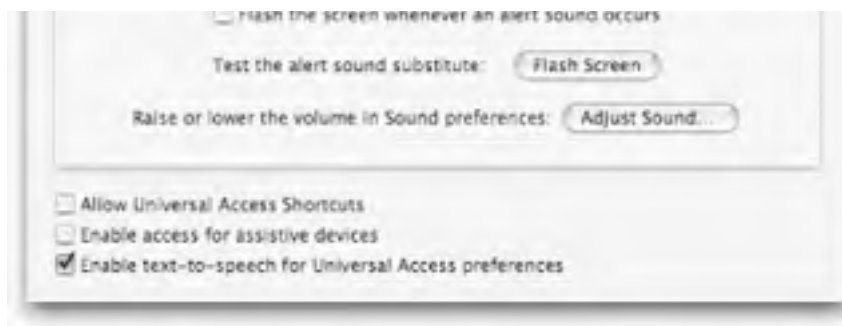 Flash the screen whenever an alert sound occurs
Test the alert sound substitute: Flash Screen
Raise or lower the volume in Sound preferences: Adjust Sound...
Allow Universal Access Shortcuts
Enable access for assistive devices
Enable text-to-speech for Universal Access preferences